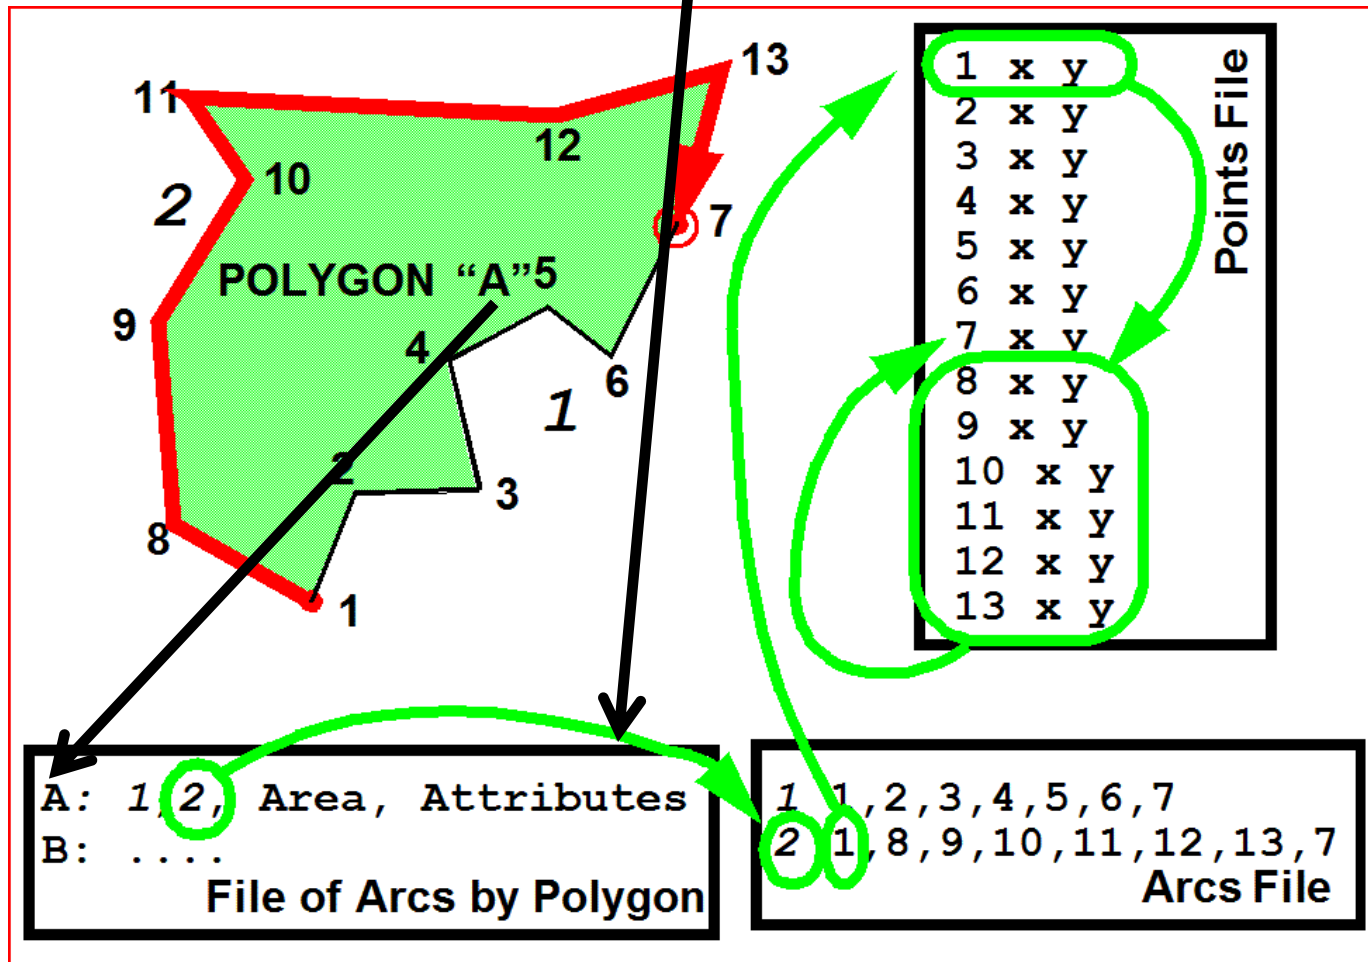 13
11
12
10
2
7
POLYGON “A”
5
9
4
6
1
2
3
8
1
1 x y
2 x y
3 x y
4 x y
5 x y
6 x y
7 x y
8 x y
9 x y
10 x y
11 x y
12 x y
13 x y
Points File
A: 1,2, Area, Attributes
B: ....
File of Arcs by Polygon
1 1,2,3,4,5,6,7
2 1,8,9,10,11,12,13,7
Arcs File